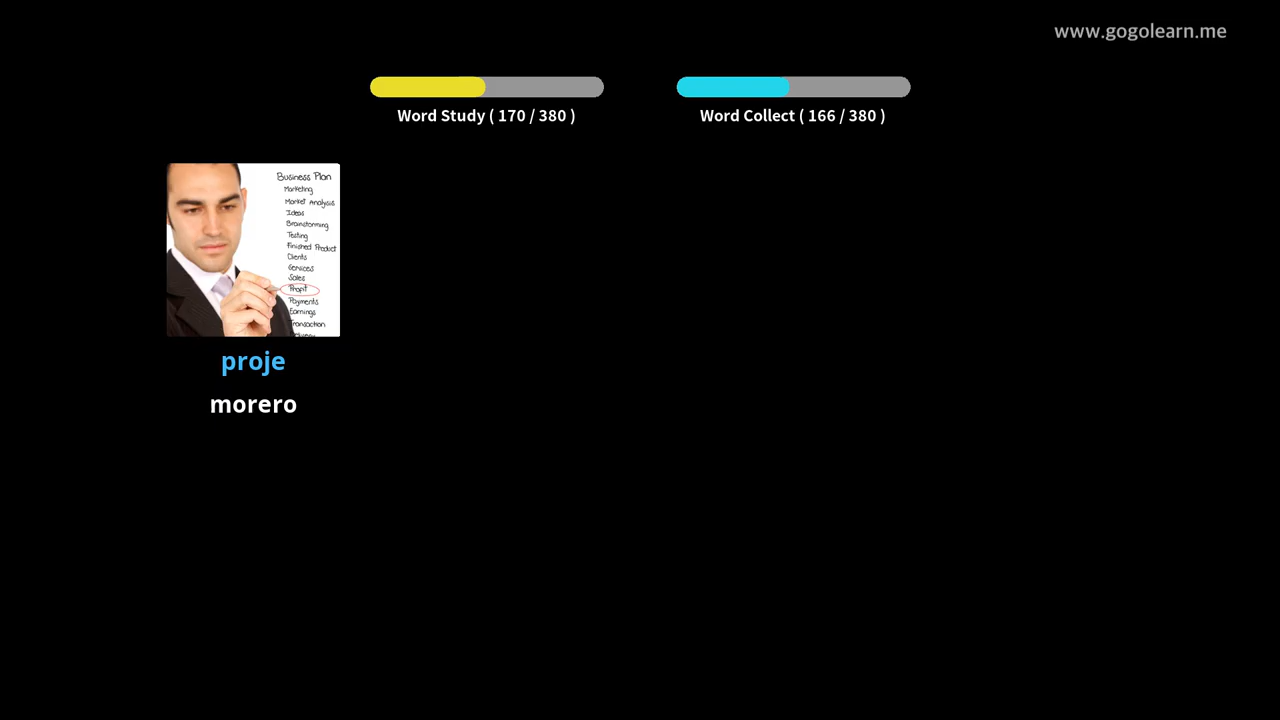 www.gogolearn.me
Word Study ( 170 / 380 )
Word Collect ( 166 / 380 )
Business Plan
Marketing
Market Analysis
Ideas
Brainstorming
Testing
Finished Product
Clients
Services
Sales
Profit
Payments
Earnings
Transaction
Delivery
proje
morero